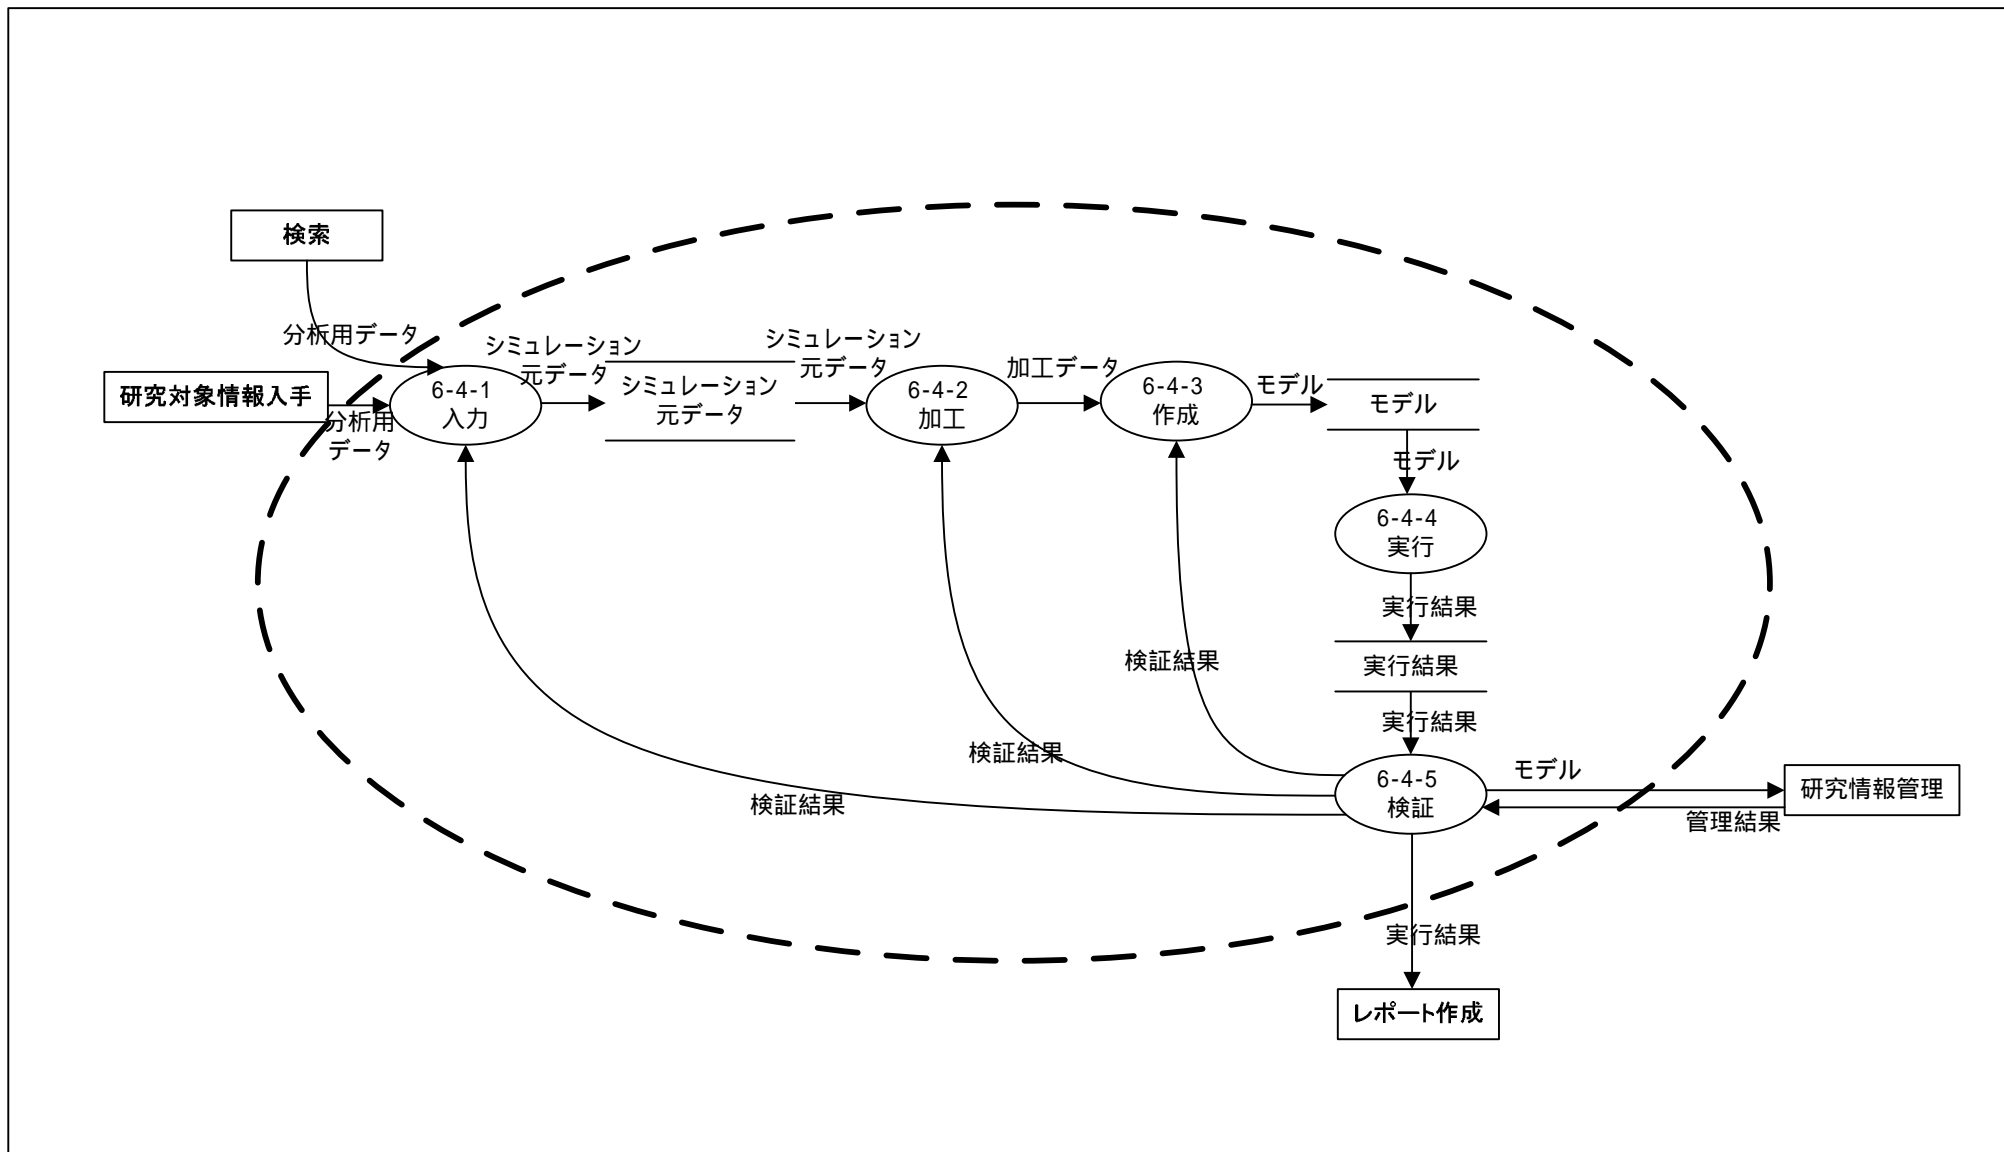 検索
分析用データ
研究対象情報入手
分析用
データ
6-4-1
入力
シミュレーション
元データ
シミュレーション
元データ
シミュレーション
元データ
6-4-2
加工
加工データ
6-4-3
作成
モデル
モデル
モデル
6-4-4
実行
実行結果
実行結果
実行結果
検証結果
検証結果
検証結果
6-4-5
検証
モデル
研究情報管理
管理結果
実行結果
レポート作成